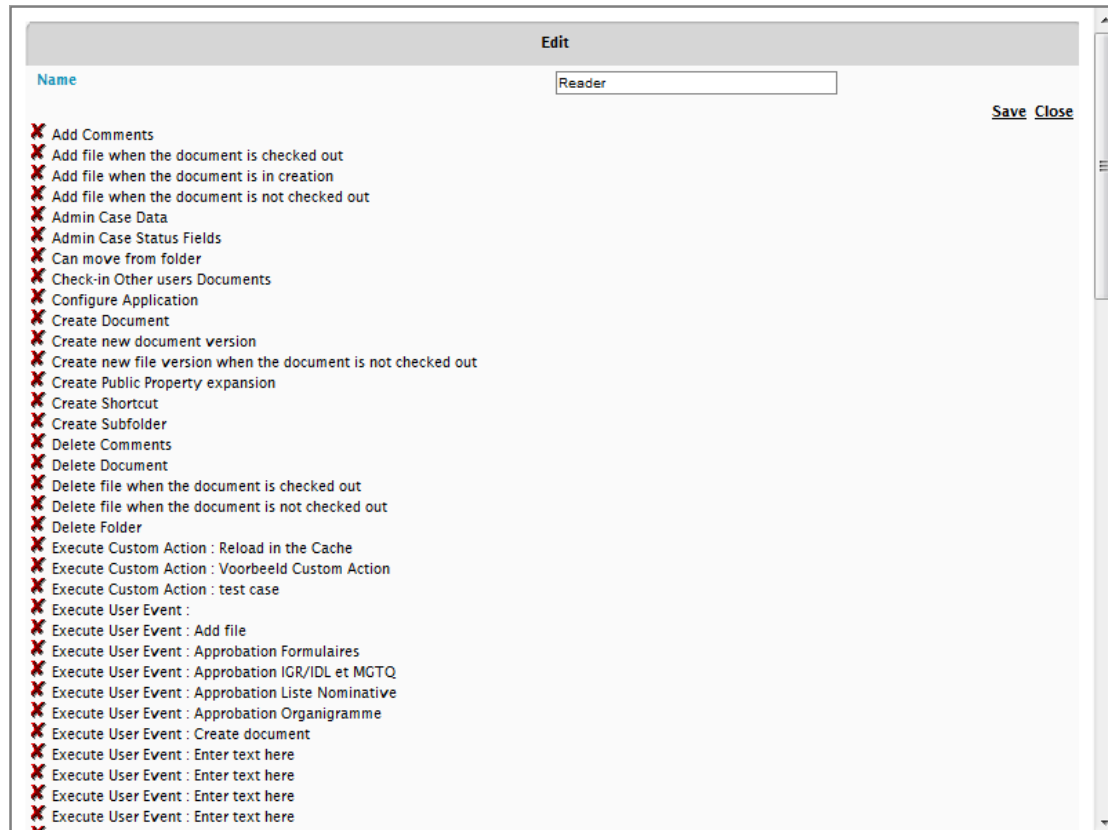 Edit
Name
Reader
Save Close
Add Comments
Add file when the document is checked out
Add file when the document is in creation
Add file when the document is not checked out
Admin Case Data
Admin Case Status Fields
Can move from folder
Check-in Other users Documents
Configure Application
Create Document
Create new document version
Create new file version when the document is not checked out
Create Public Property expansion
Create Shortcut
Create Subfolder
Delete Comments
Delete Document
Delete file when the document is checked out
Delete file when the document is not checked out
Delete Folder
Execute Custom Action : Reload in the Cache
Execute Custom Action : Voorbeeld Custom Action
Execute Custom Action : test case
Execute User Event :
Execute User Event : Add file
Execute User Event : Approbation Formulaires
Execute User Event : Approbation IGR/IDL et MGTQ
Execute User Event : Approbation Liste Nominative
Execute User Event : Approbation Organigramme
Execute User Event : Create document
Execute User Event : Enter text here
Execute User Event : Enter text here
Execute User Event : Enter text here
Execute User Event : Enter text here